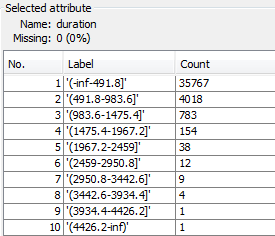 Selected attribute
Name: duration
Missing: 0 (0%)
No. Label Count
1 '(-inf-491.8]' 35767
2 '(491.8-983.6]' 4018
3 '(983.6-1475.4]' 783
4 '(1475.4-1967.2]' 154
5 '(1967.2-2459]' 38
6 '(2459-2950.8]' 12
7 '(2950.8-3442.6]' 9
8 '(3442.6-3934.4]' 4
9 '(3934.4-4426.2]' 1
10 '(4426.2-inf)' 1